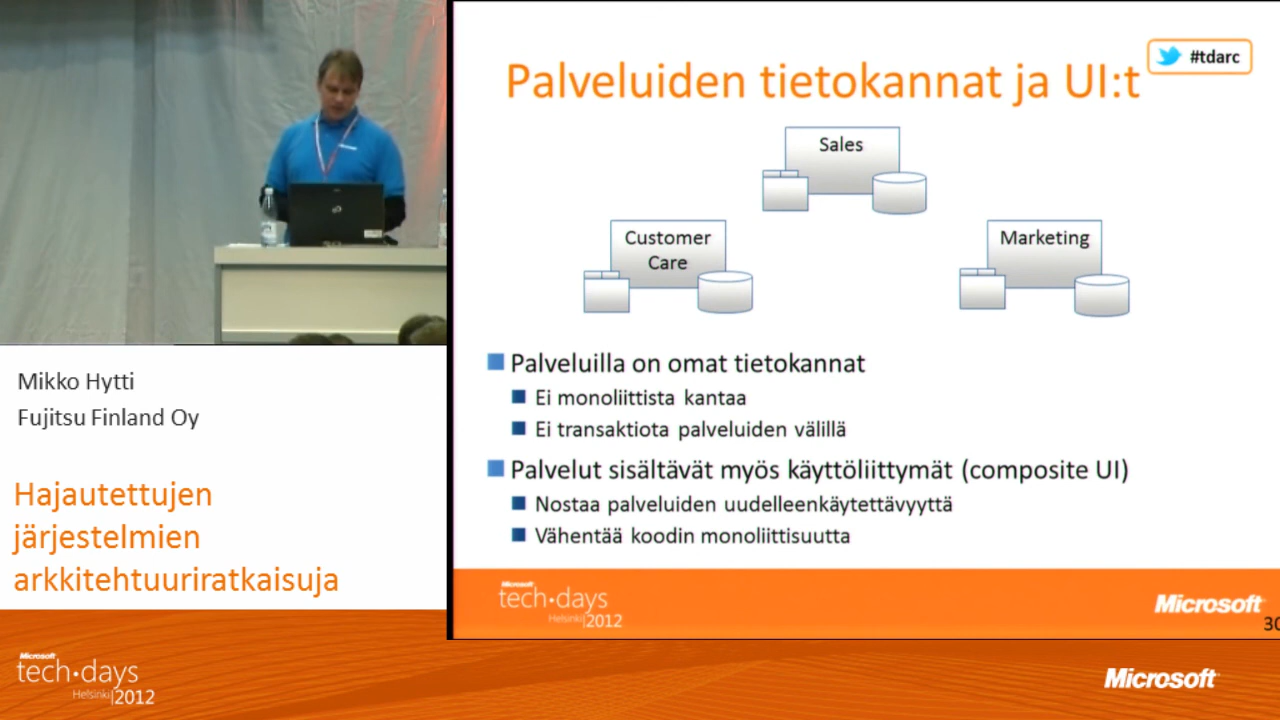 Palveluiden tietokannat ja UI:t
#tdarc
Sales
Customer
Care
Marketing
Palveluilla on omat tietokannat
Ei monoliittista kantaa
Ei transaktiota palveluiden välillä
Palvelut sisältävät myös käyttöliittymät (composite UI)
Nostaa palveluiden uudelleenkäytettävyyttä
Vähentää koodin monoliittisuutta
Microsoft
tech•days
Helsinki|2012
Microsoft
30
Mikko Hytti
Fujitsu Finland Oy
Hajautettujen
järjestelmien
arkkitehtuuriratkaisuja
Microsoft
tech•days
Helsinki|2012
Microsoft